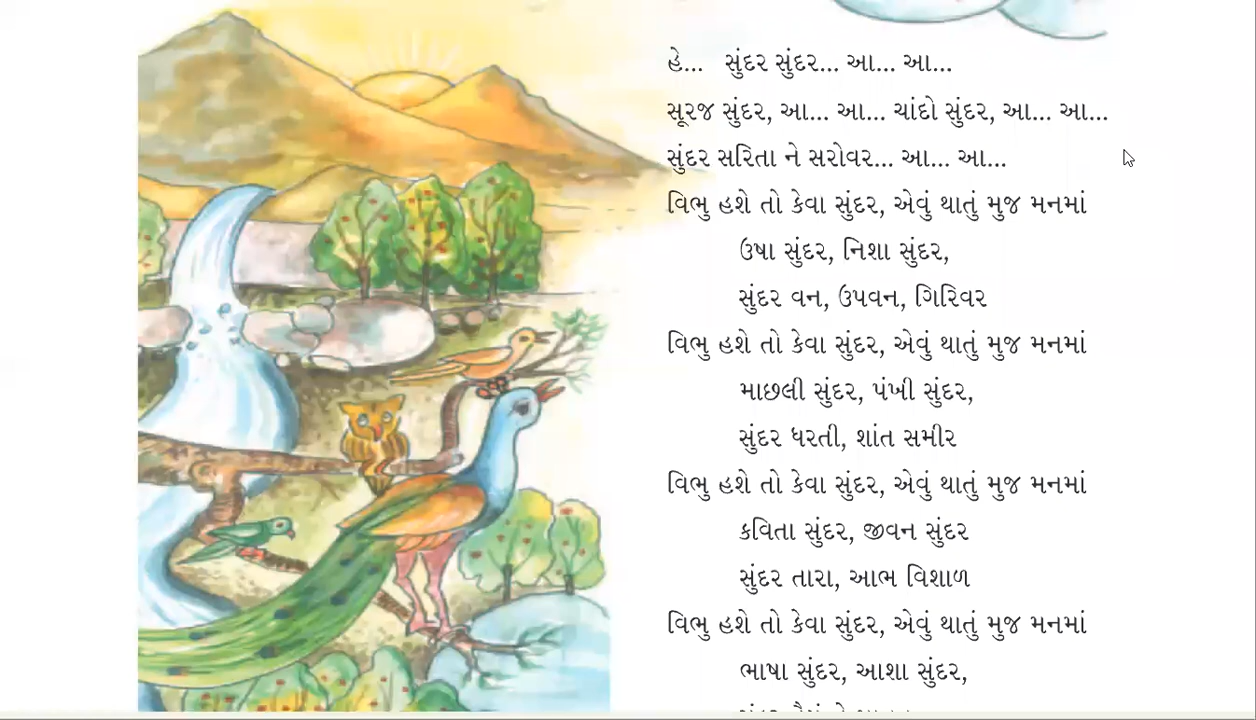 હે... સુંદર સુંદર... આ... આ...
સૂરજ સુંદર, આ... આ... ચાંદો સુંદર, આ... આ...
સુંદર સરિતા ને સરોવર... આ... આ...
વિભુ હશે તો કેવા સુંદર, એવું થાતું મુજ મનમાં
ઉષા સુંદર, નિશા સુંદર,
સુંદર વન, ઉપવન, ગિરિવર
વિભુ હશે તો કેવા સુંદર, એવું થાતું મુજ મનમાં
માછલી સુંદર, પંખી સુંદર,
સુંદર ધરતી, શાંત સમીર
વિભુ હશે તો કેવા સુંદર, એવું થાતું મુજ મનમાં
કવિતા સુંદર, જીવન સુંદર
સુંદર તારા, આભ વિશાળ
વિભુ હશે તો કેવા સુંદર, એવું થાતું મુજ મનમાં
ભાષા સુંદર, આશા સુંદર,